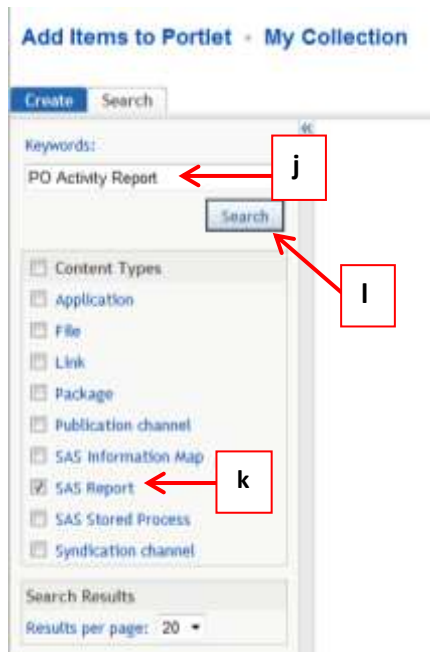 Add Items to Portlet - My Collection
Create Search
«
Keywords:
j
PO Activity Report
Search
Content Types
l
Application
File
Link
Package
Publication channel
SAS Information Map
k
SAS Report
SAS Stored Process
Syndication channel
Search Results
Results per page: 20